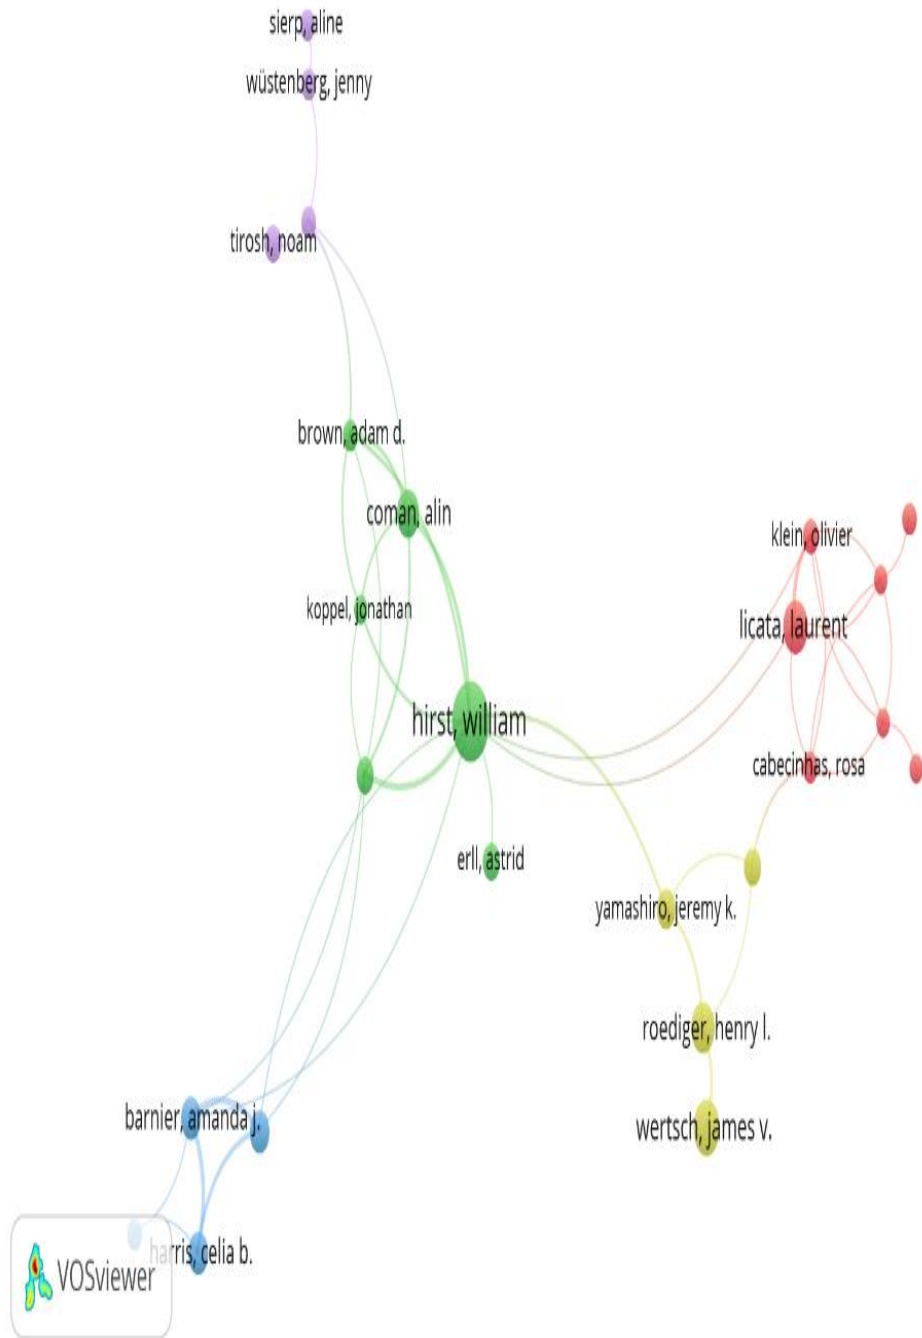 sierp, aline
wüstenberg, jenny
tirosh, noam
brown, adam d.
coman, alin
klein, olivier
koppel, jonathan
licata, laurent
hirst, william
cabecinhas, rosa
erll, astrid
yamashiro, jeremy k.
roediger, henry l.
barnier, amanda j.
wertsch, james v.
harris, celia b.
VOSviewer